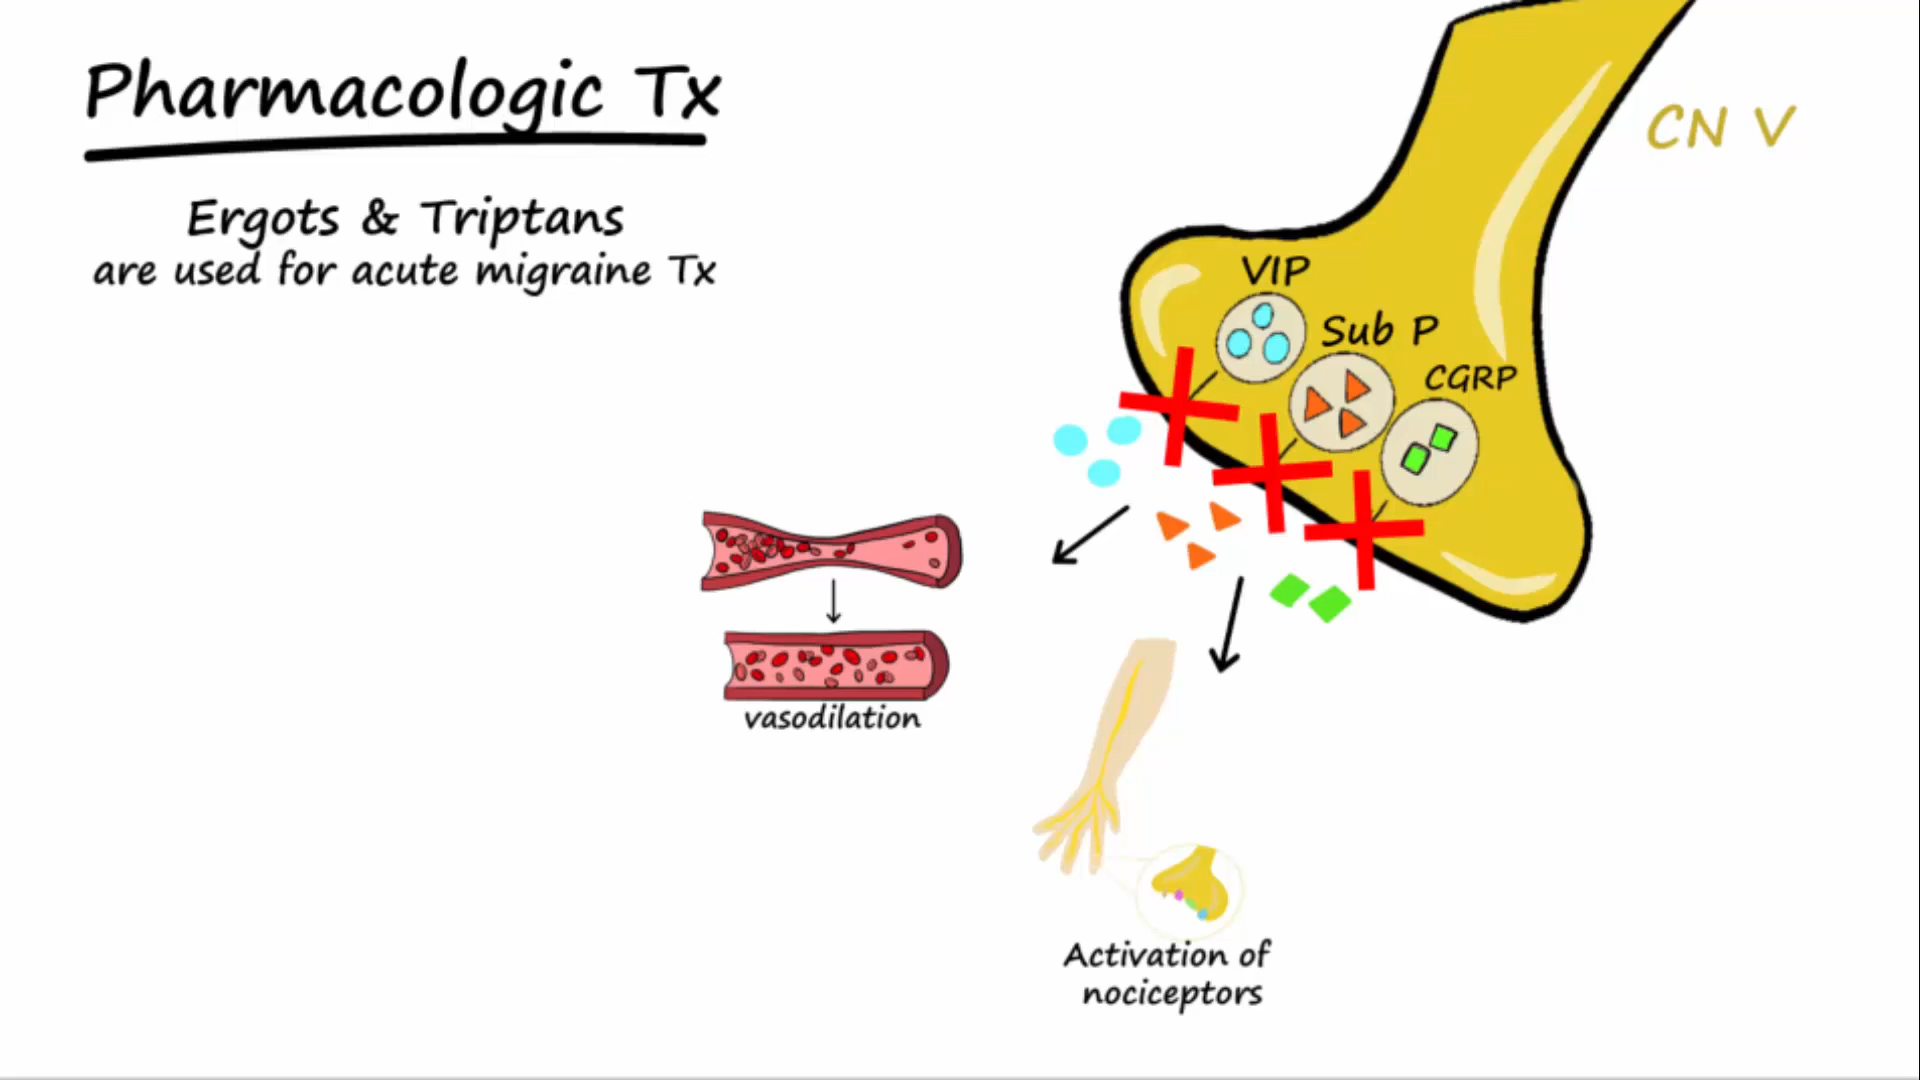 Pharmacologic Tx
Ergots & Triptans
are used for acute migraine Tx
CN V
VIP
Sub P
CGRP
vasodilation
Activation of
nociceptors